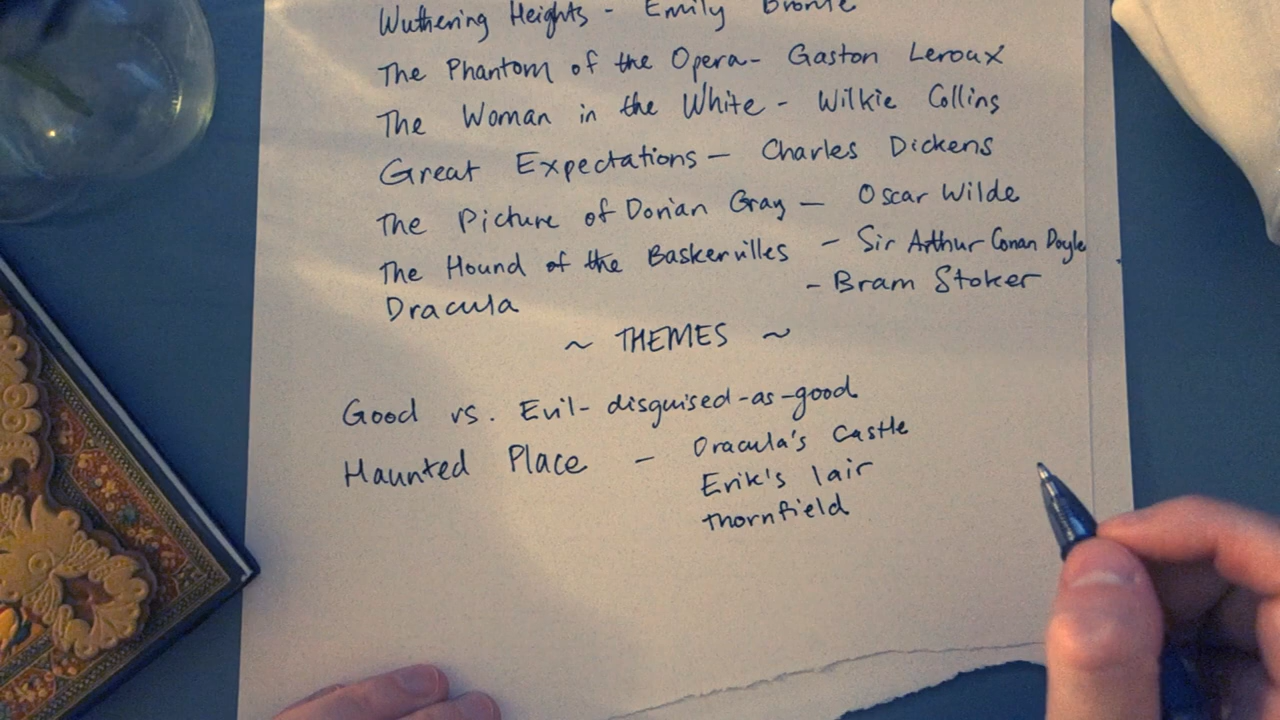 Wuthering Heights - Emily Bronte
The Phantom of the Opera - Gaston Leroux
The Woman in the White - Wilkie Collins
Great Expectations — Charles Dickens
The Picture of Dorian Gray — Oscar Wilde
The Hound of the Baskervilles - Sir Arthur Conan Doyle
Dracula - Bram Stoker
~ THEMES ~
Good vs. Evil-disguised-as-good
Haunted Place - Dracula's Castle
Erik's lair
thornfield